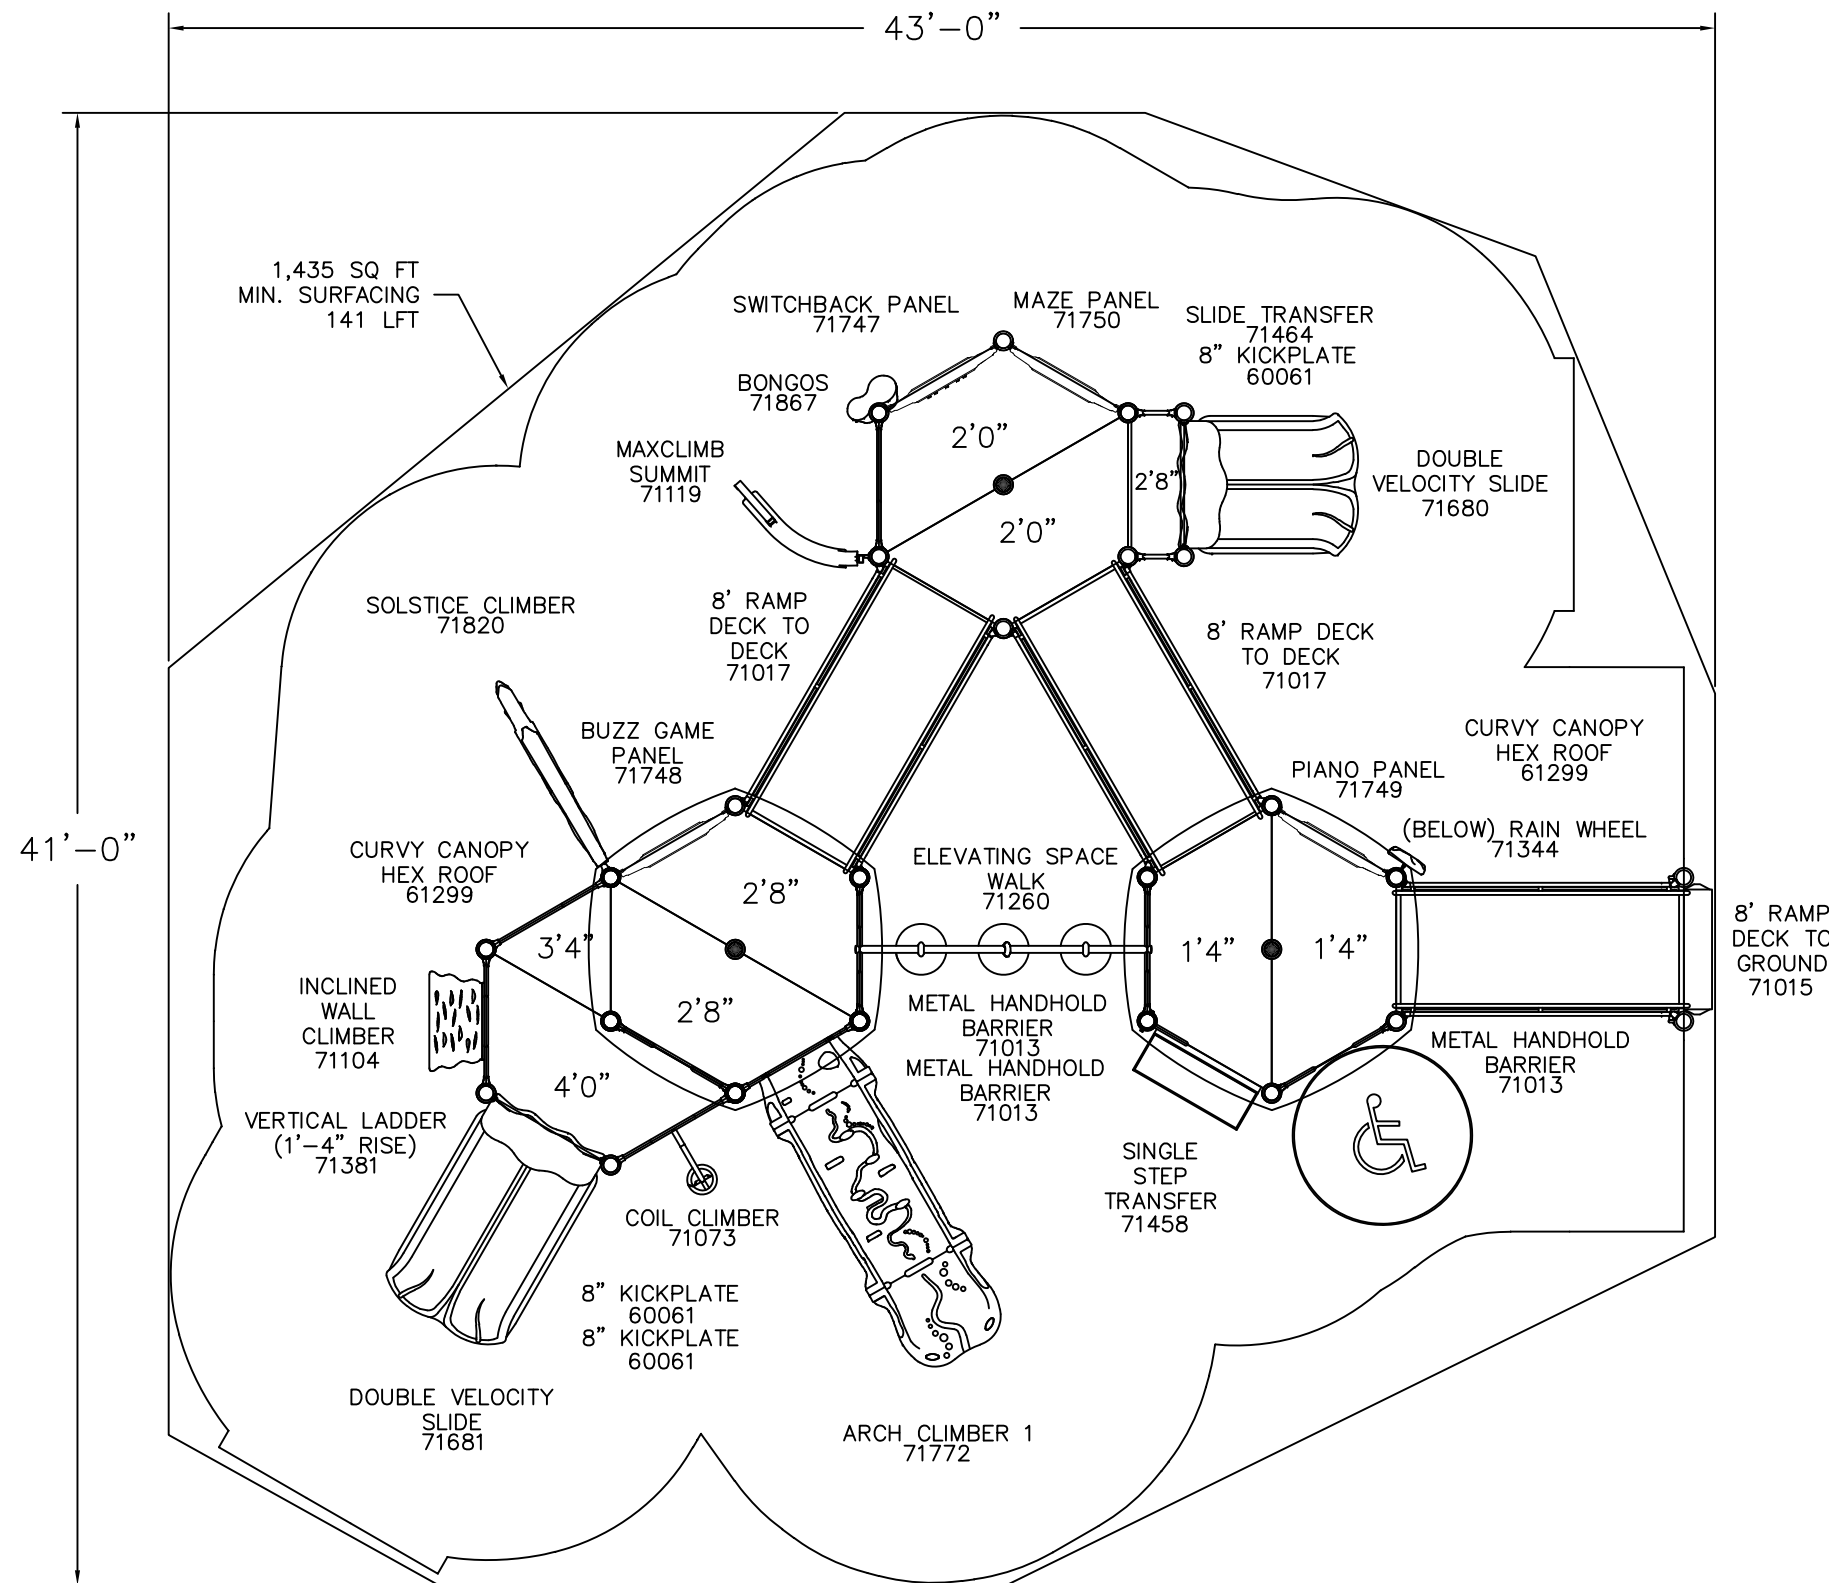 43'-0"
1,435 SQ FT
MIN. SURFACING
141 LFT
SWITCHBACK PANEL
71747
MAZE PANEL
71750
SLIDE TRANSFER
71464
8" KICKPLATE
60061
BONGOS
71867
2'0"
MAXCLIMB
SUMMIT
71119
2'8"
DOUBLE
VELOCITY SLIDE
71680
2'0"
SOLSTICE CLIMBER
71820
8' RAMP
DECK TO
DECK
71017
8' RAMP DECK
TO DECK
71017
BUZZ GAME
PANEL
71748
CURVY CANOPY
HEX ROOF
61299
PIANO PANEL
71749
41'-0"
(BELOW) RAIN WHEEL
71344
CURVY CANOPY
HEX ROOF
61299
ELEVATING SPACE
WALK
71260
2'8"
3'4"
1'4"
1'4"
8' RAMP
DECK TO
GROUND
71015
INCLINED
WALL
CLIMBER
71104
2'8"
METAL HANDHOLD
BARRIER
71013
METAL HANDHOLD
BARRIER
71013
METAL HANDHOLD
BARRIER
71013
4'0"
VERTICAL LADDER
(1'-4" RISE)
71381
SINGLE
STEP
TRANSFER
71458
COIL CLIMBER
71073
8" KICKPLATE
60061
8" KICKPLATE
60061
DOUBLE VELOCITY
SLIDE
71681
ARCH CLIMBER 1
71772